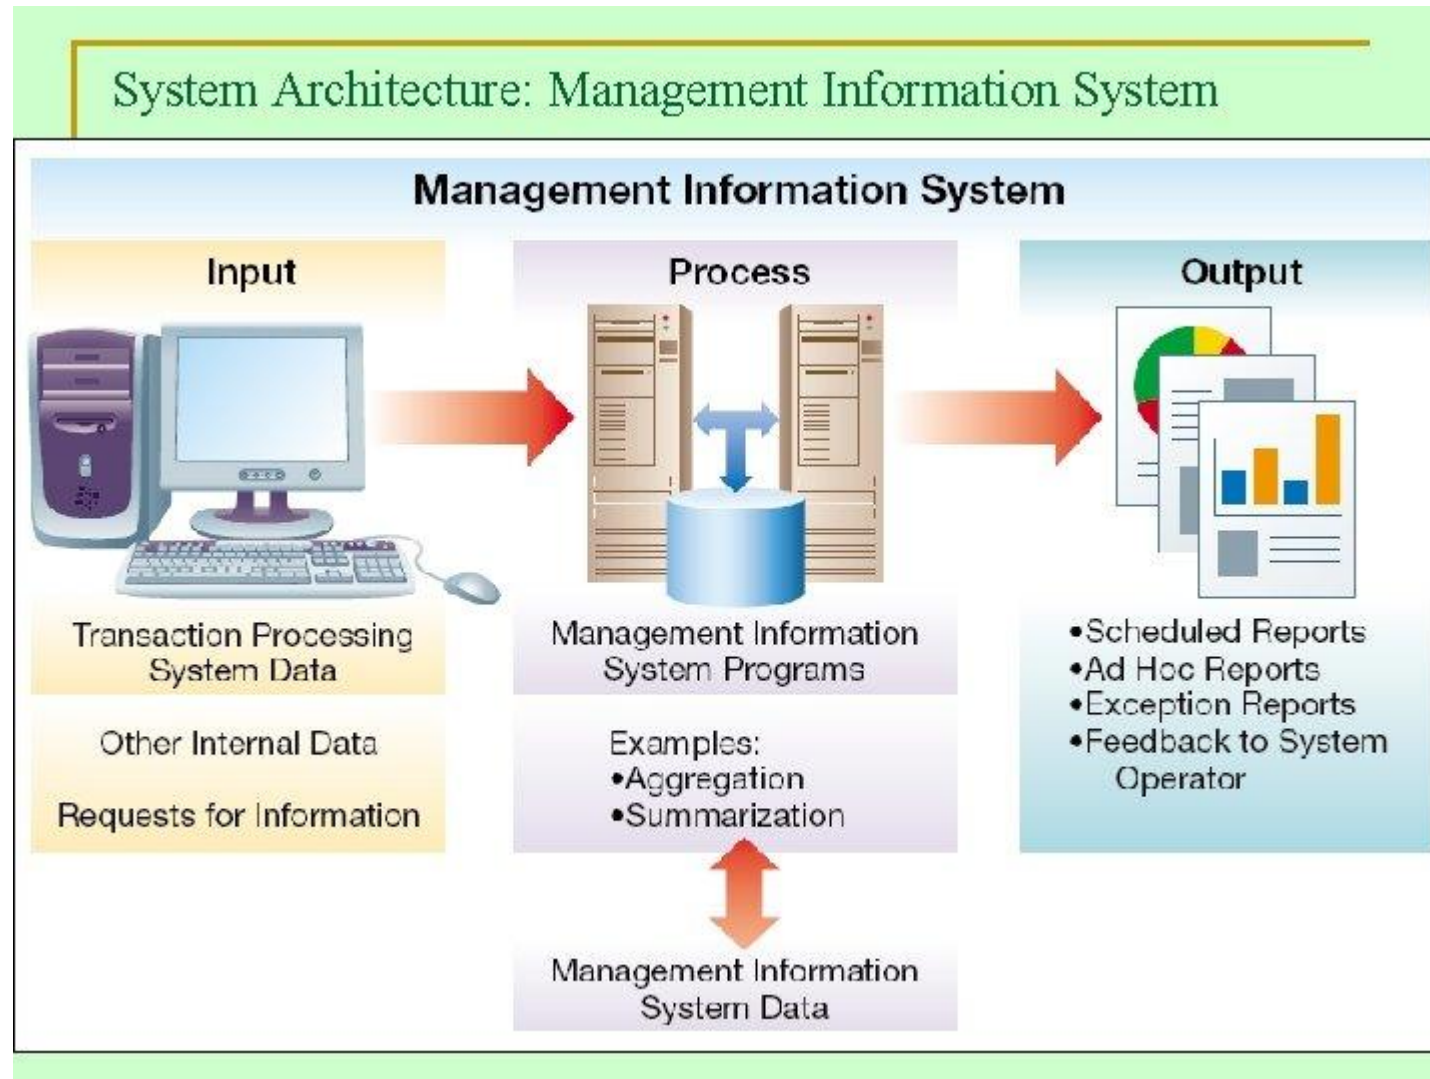 System Architecture: Management Information System
Management Information System
Input
Process
Output
Transaction Processing
System Data
Other Internal Data
Requests for Information
Management Information
System Programs
Examples:
•Aggregation
•Summarization
Management Information
System Data
•Scheduled Reports
•Ad Hoc Reports
•Exception Reports
•Feedback to System
Operator